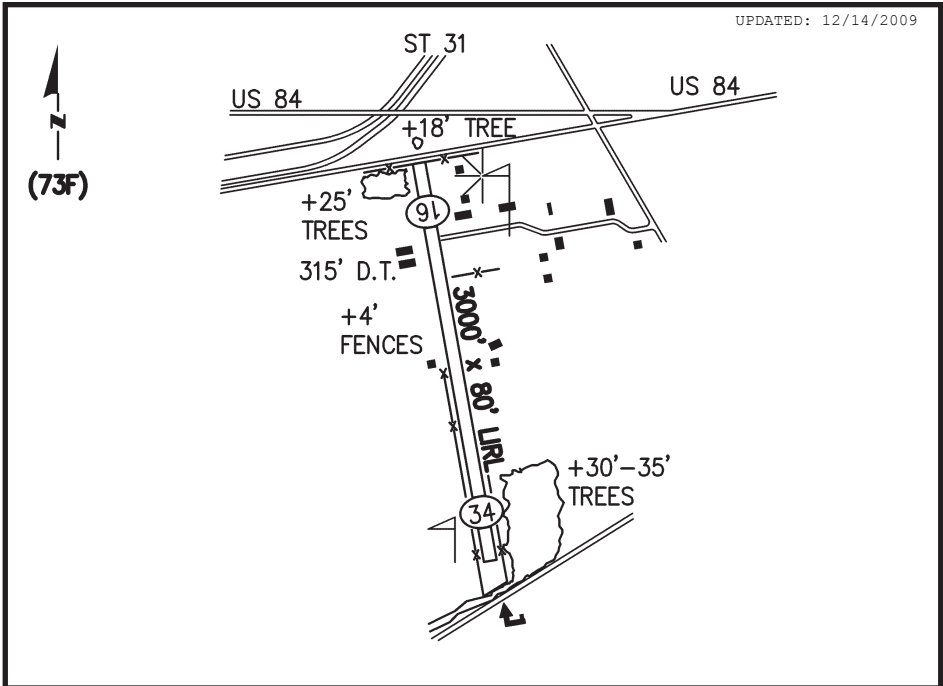 UPDATED: 12/14/2009
ST 31
US 84
US 84
N
+18' TREE
(73F)
+25'
TREES
16
315' D.T.
+4'
FENCES
3000' x 80' LIRL
+30'-35'
TREES
34